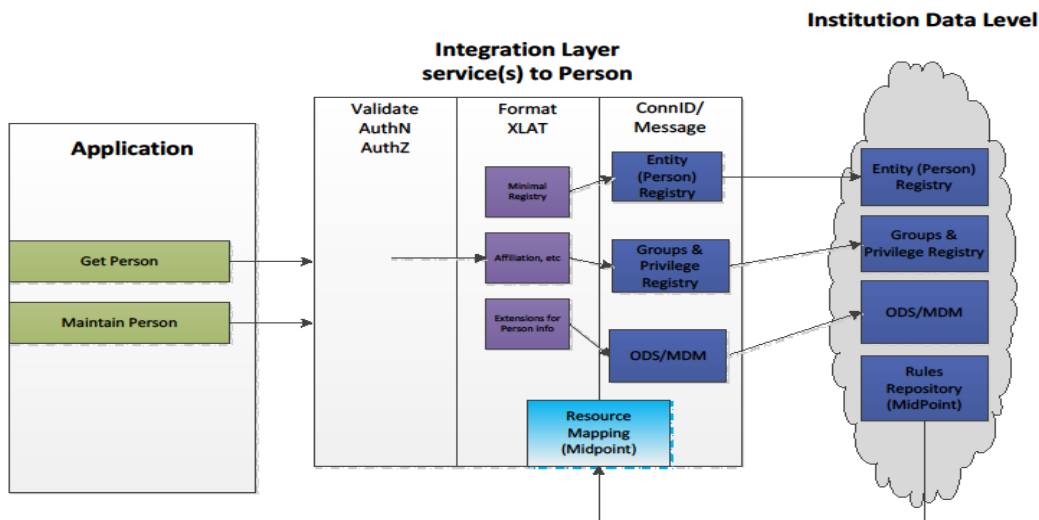 Institution Data Level
Integration Layer
service(s) to Person
Application
Get Person
Maintain Person
Validate
AuthN
AuthZ
Format
XLAT
ConnID/
Message
Minimal
Registry
Affiliation, etc
Extensions for
Person info
Entity
(Person)
Registry
Groups &
Privilege
Registry
ODS/MDM
Resource
Mapping
(Midpoint)
Entity (Person)
Registry
Groups &
Privilege Registry
ODS/MDM
Rules
Repository
(MidPoint)